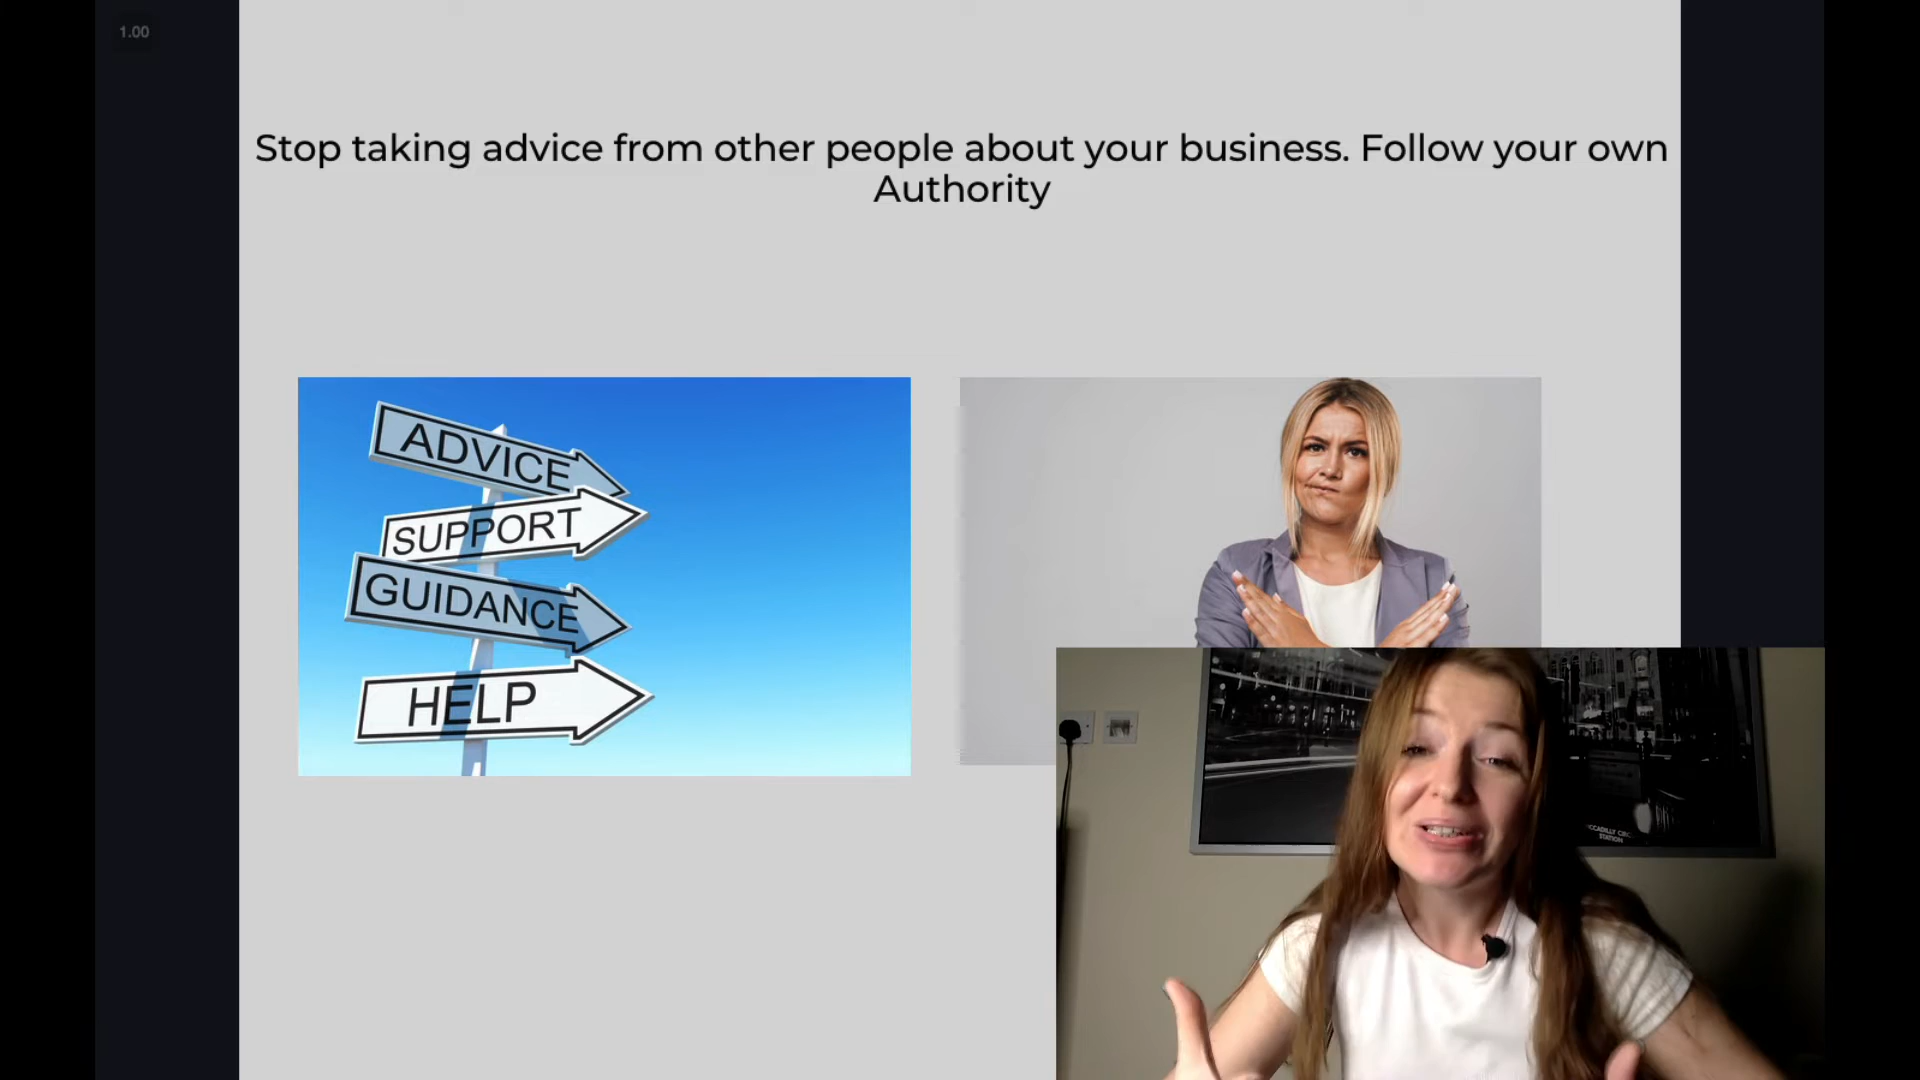 1.00
Stop taking advice from other people about your business. Follow your own
Authority
ADVICE
SUPPORT
GUIDANCE
HELP
STATION